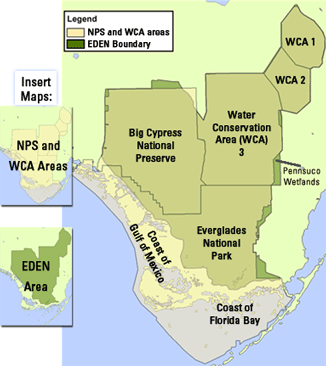 Legend
NPS and WCA areas
EDEN Boundary
WCA 1
WCA 2
Insert
Maps:
NPS and
WCA Areas
Big Cypress
National
Preserve
Water
Conservation
Area (WCA)
3
Pennsuco
Wetlands
Everglades
National
Park
Coast of
Gulf of Mexico
EDEN
Area
Coast of
Florida Bay